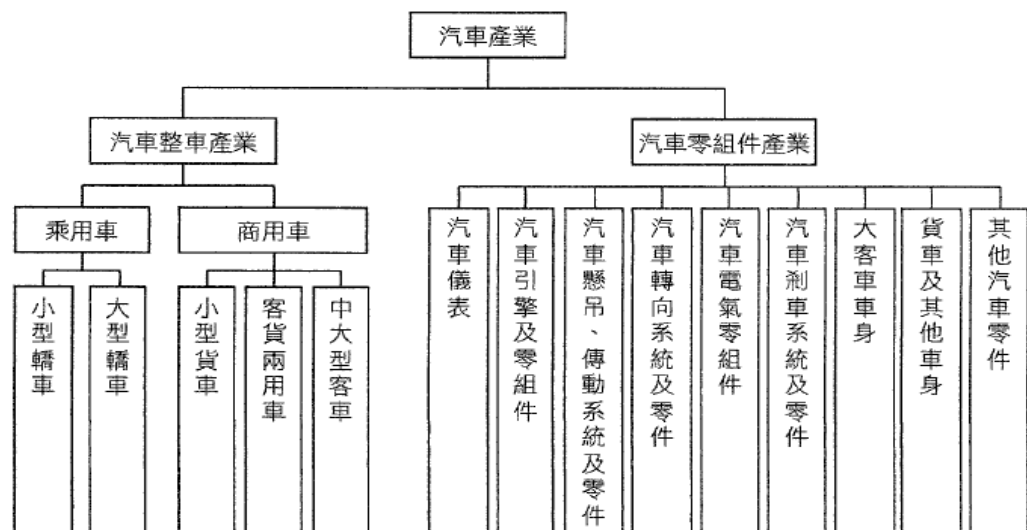 汽車產業
汽車整車產業
汽車零組件產業
乘用車
商用車
小型轎車
大型轎車
小型貨車
客貨兩用車
中大型客車
汽車儀表
汽車引擎及零組件
汽車懸吊、傳動系統及零件
汽車轉向系統及零件
汽車電氣零組件
汽車剎車系統及零件
大客車車身
貨車及其他車身
其他汽車零件